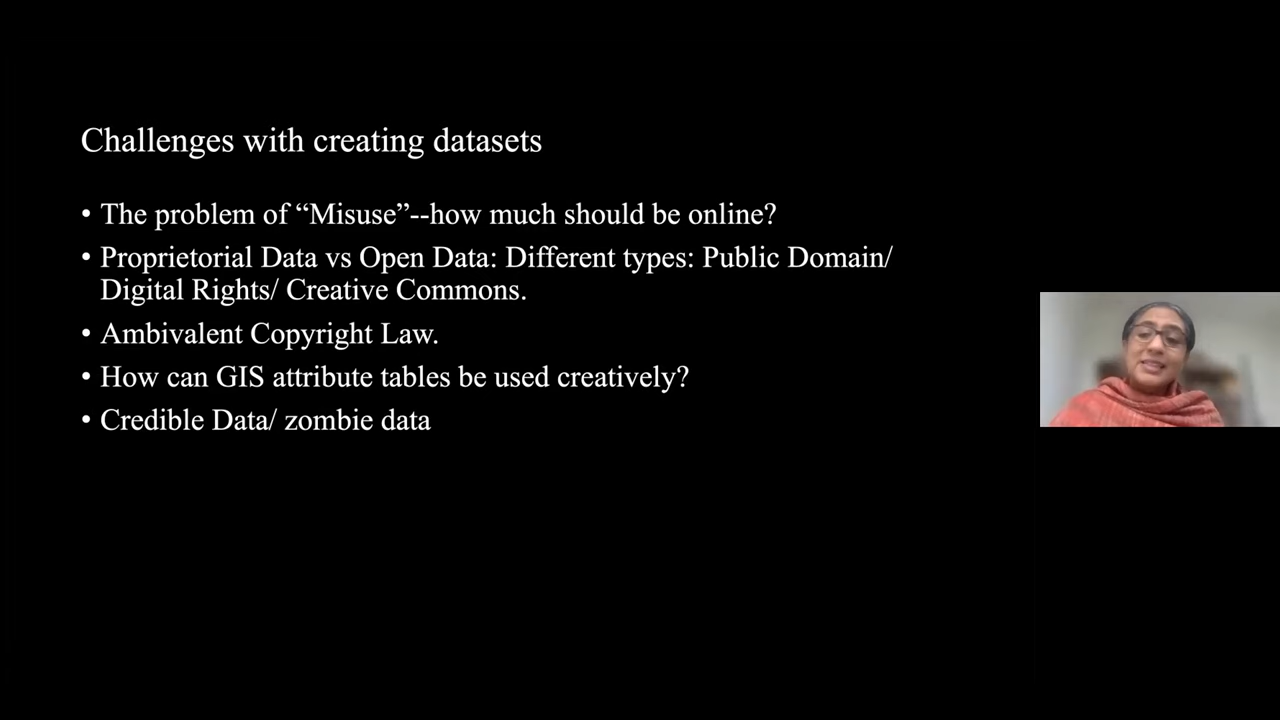 Challenges with creating datasets
• The problem of “Misuse”--how much should be online?
• Proprietorial Data vs Open Data: Different types: Public Domain/
Digital Rights/ Creative Commons.
• Ambivalent Copyright Law.
• How can GIS attribute tables be used creatively?
• Credible Data/ zombie data